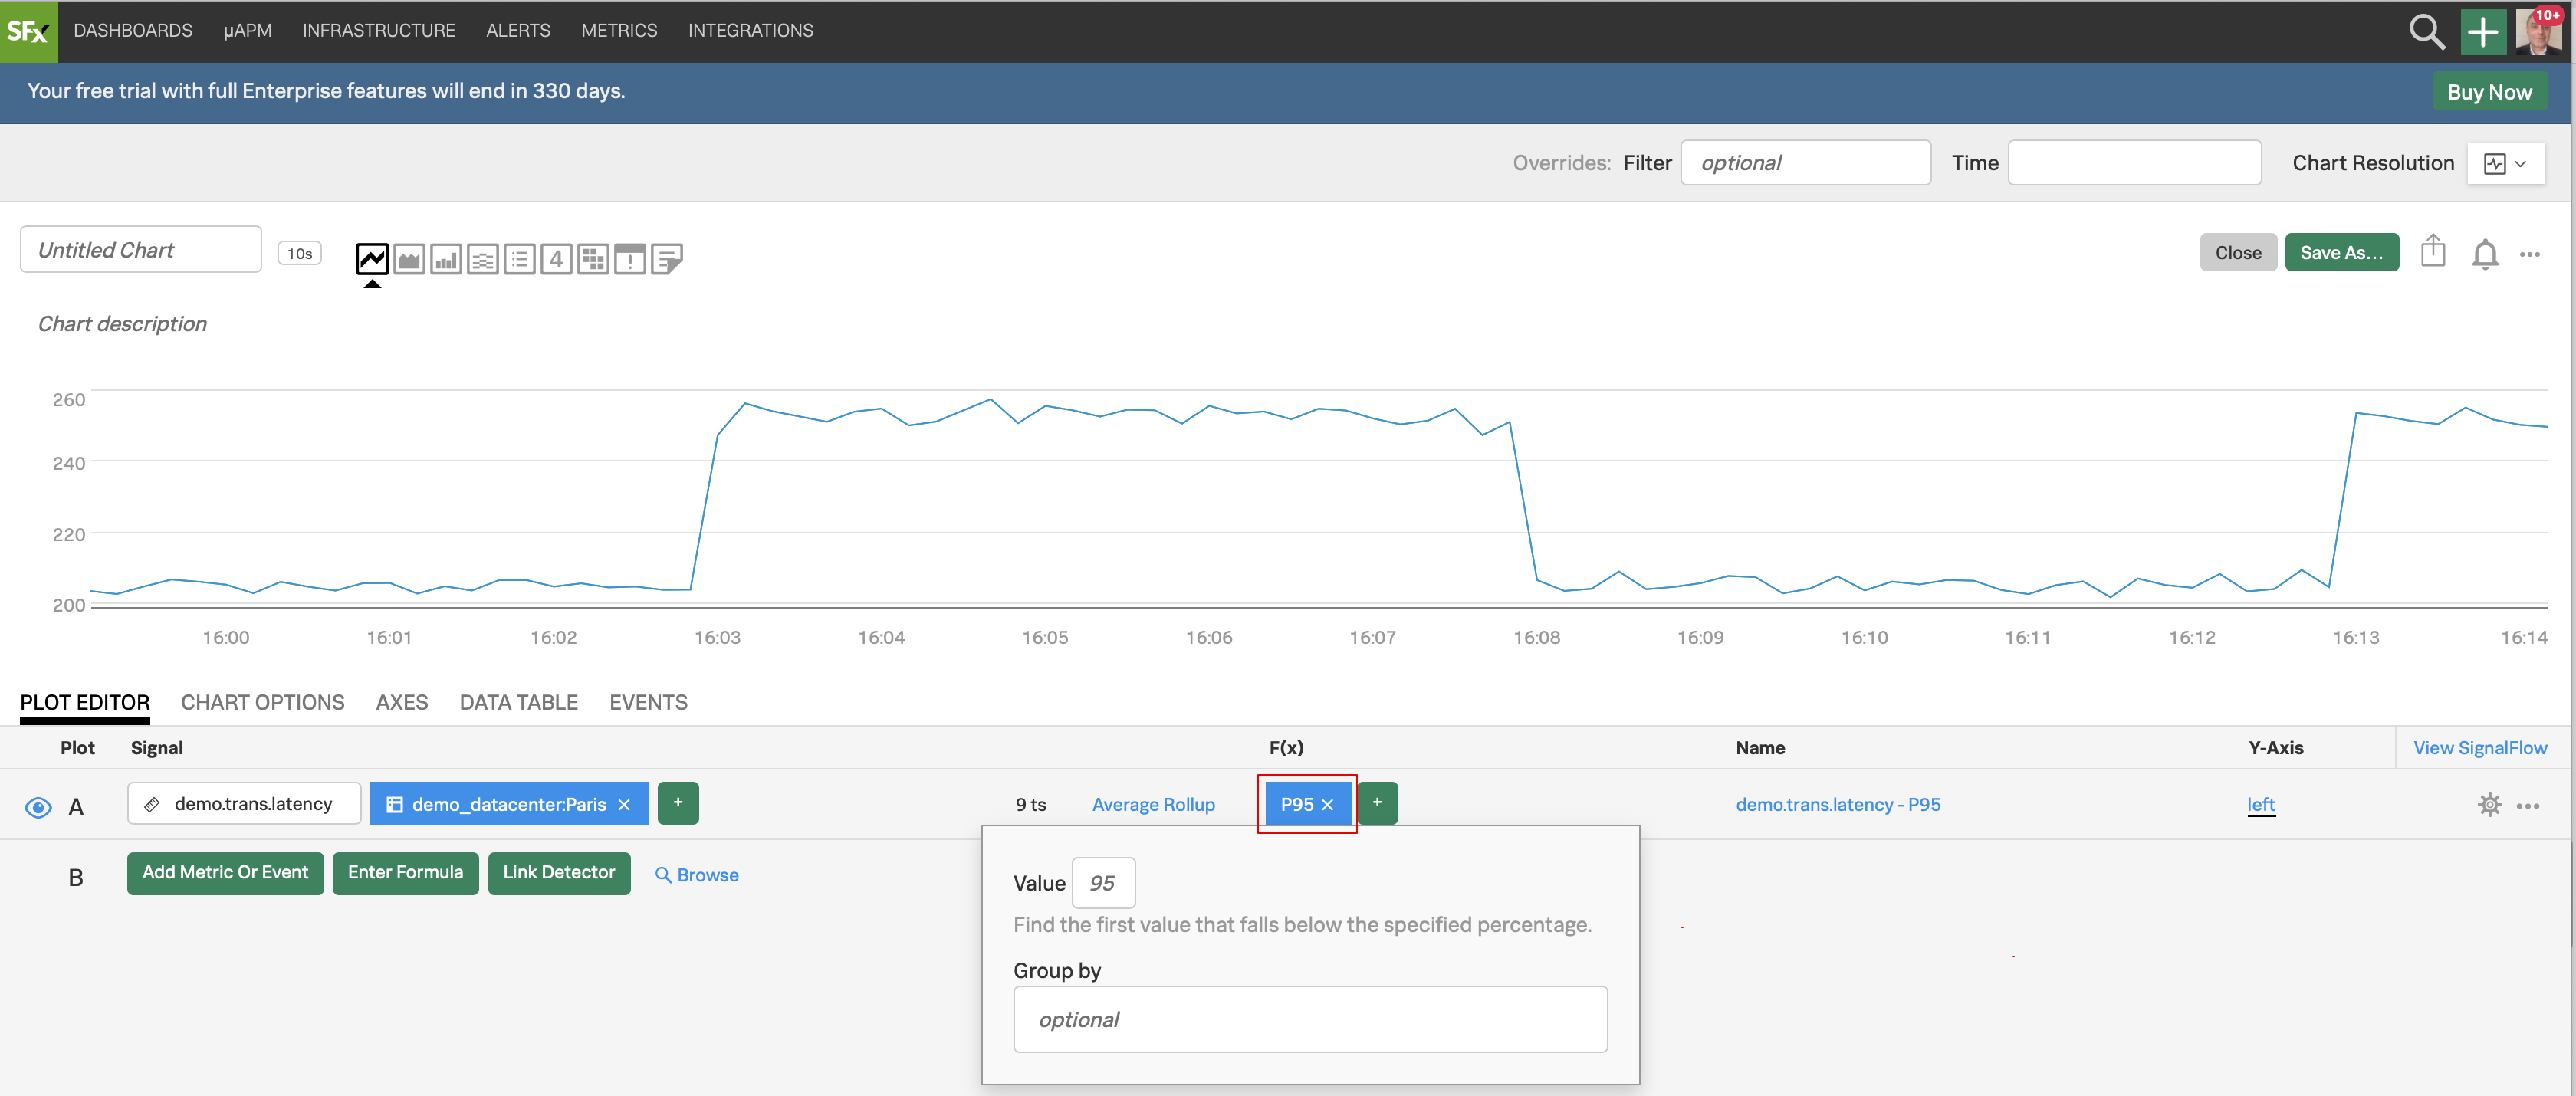 SFx DASHBOARDS µAPM INFRASTRUCTURE ALERTS METRICS INTEGRATIONS 10+
Your free trial with full Enterprise features will end in 330 days. Buy Now
Overrides: Filter optional Time Chart Resolution
Untitled Chart 10s 4 Close Save As...
Chart description
260
240
220
200
16:00 16:01 16:02 16:03 16:04 16:05 16:06 16:07 16:08 16:09 16:10 16:11 16:12 16:13 16:14
PLOT EDITOR CHART OPTIONS AXES DATA TABLE EVENTS
Plot Signal F(x) Name Y-Axis View SignalFlow
A demo.trans.latency demo_datacenter:Paris × + 9 ts Average Rollup P95 × + demo.trans.latency - P95 left
B Add Metric Or Event Enter Formula Link Detector Browse
Value 95
Find the first value that falls below the specified percentage.
Group by
optional